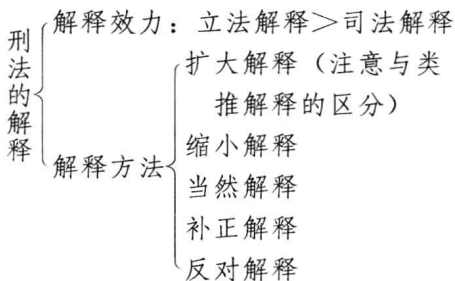 刑法的解释
解释效力：立法解释＞司法解释
解释方法
扩大解释（注意与类
推解释的区分）
缩小解释
当然解释
补正解释
反对解释